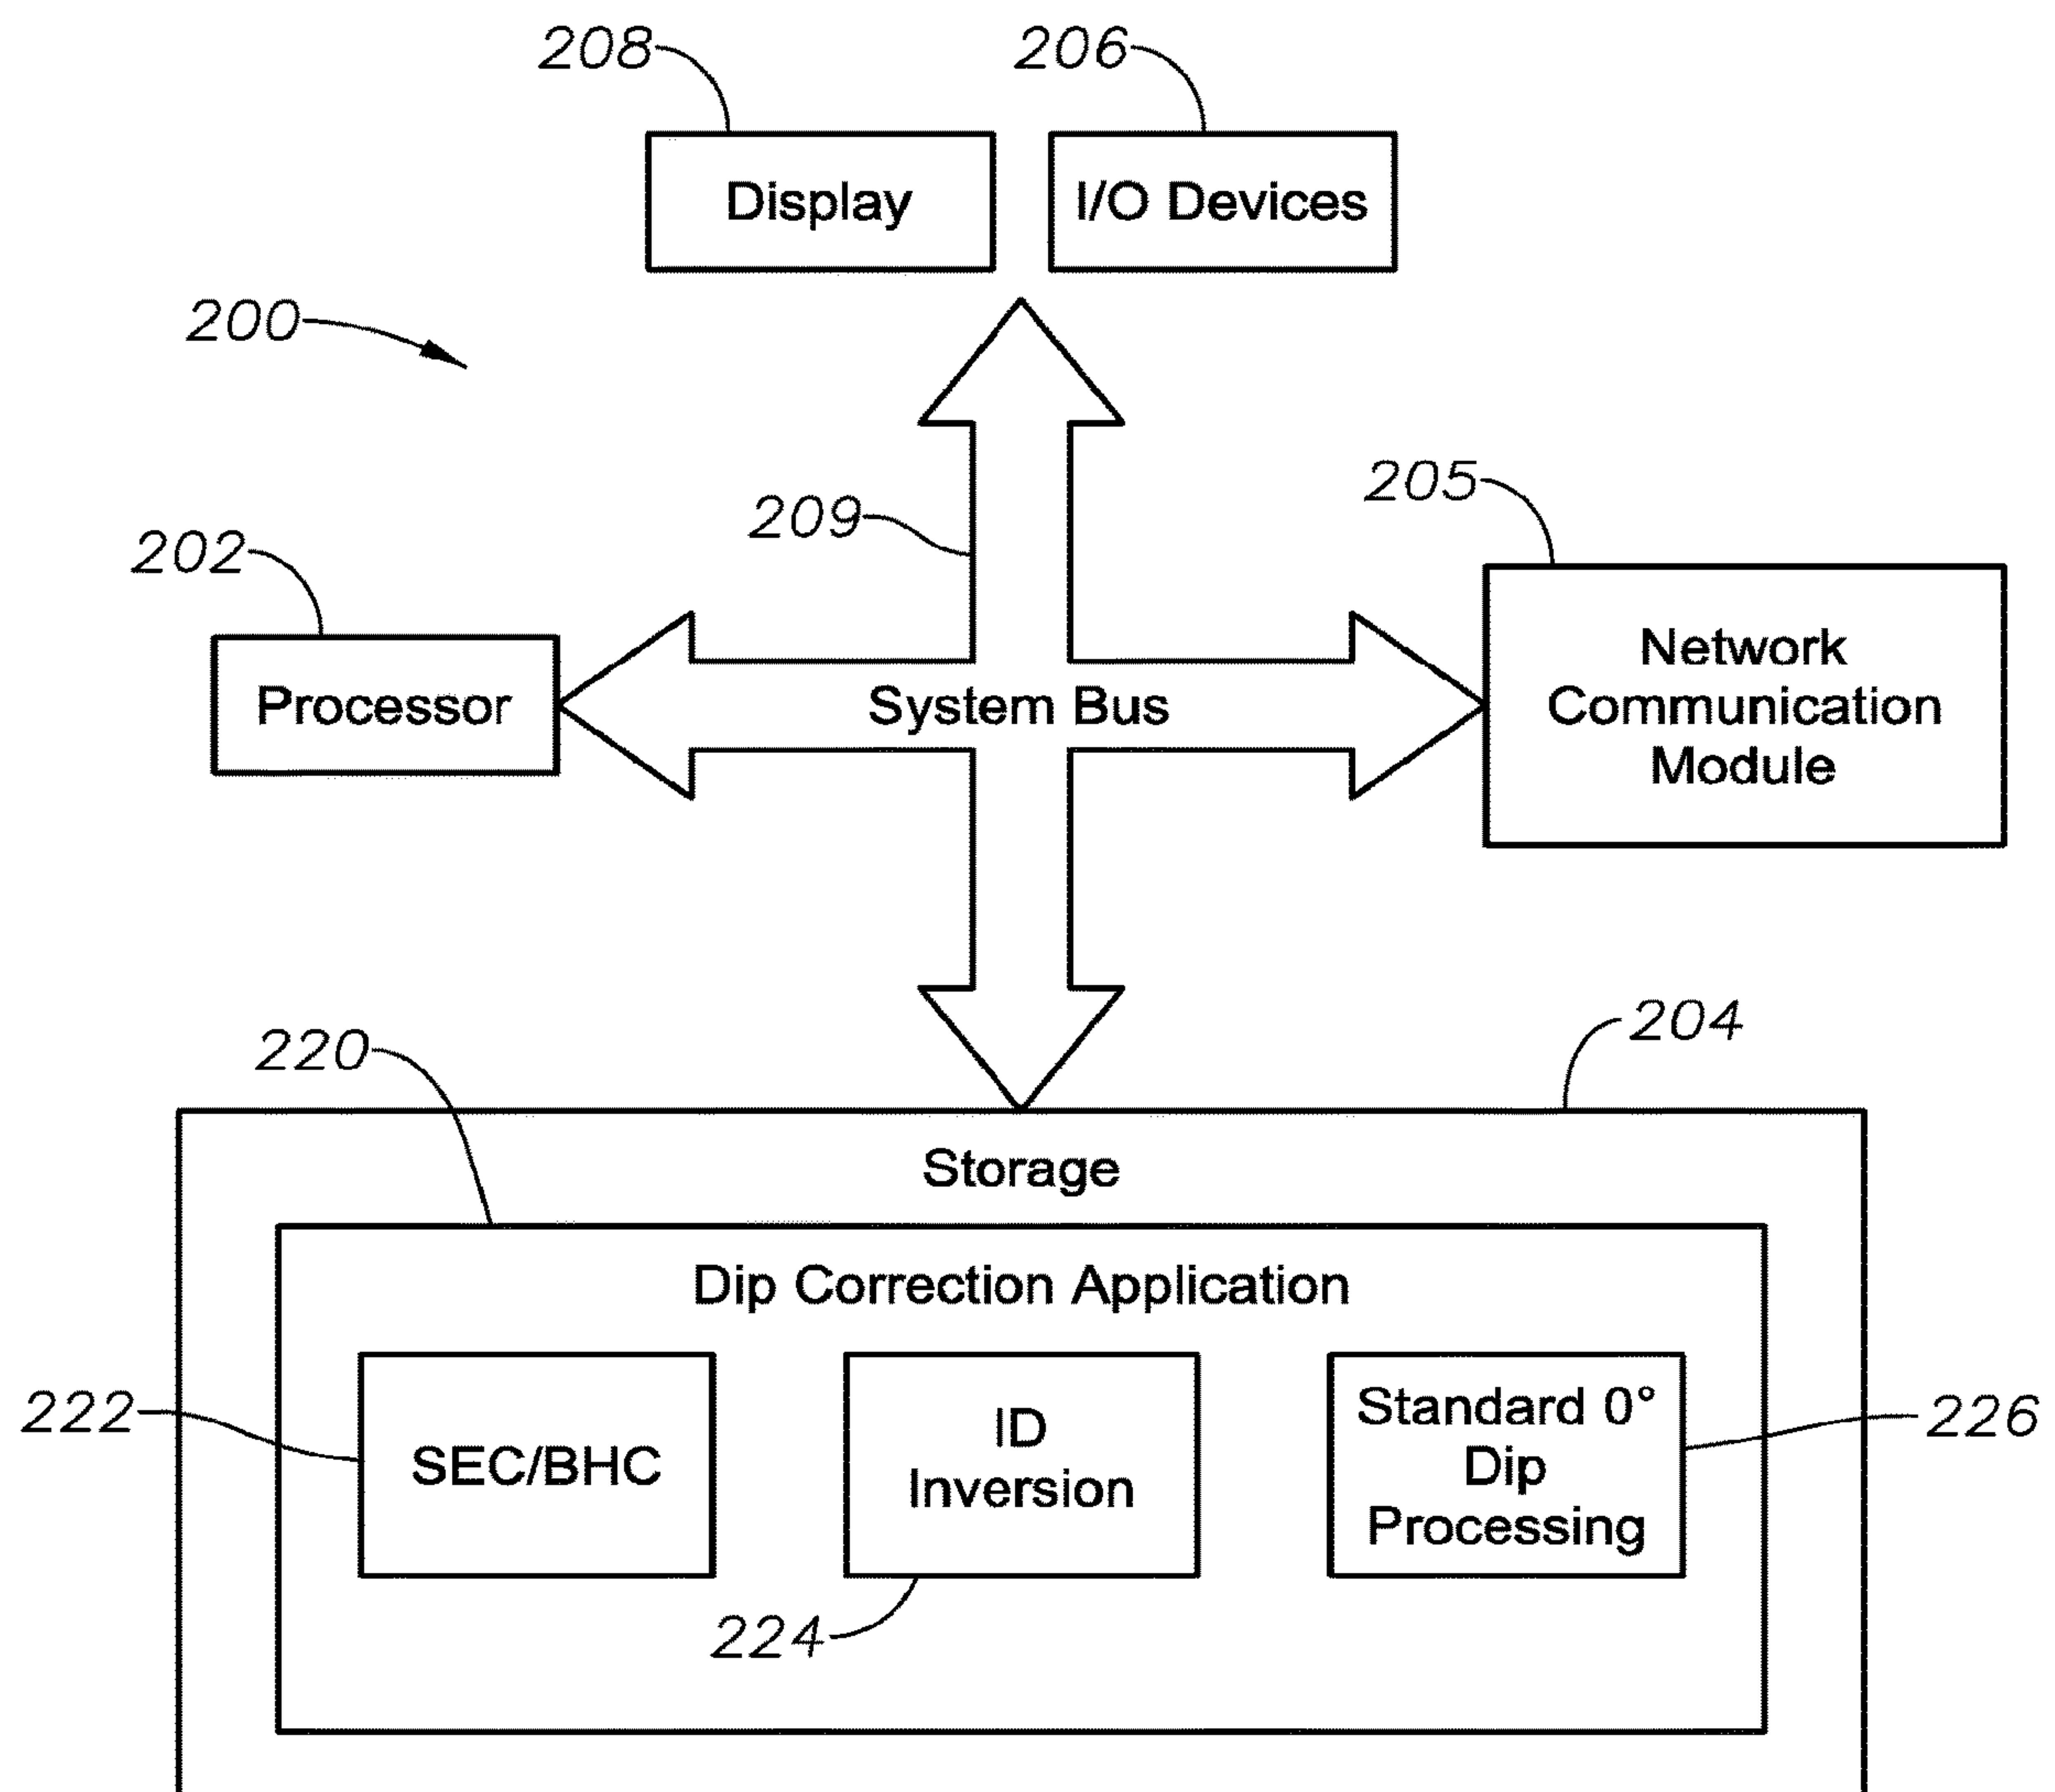 208
206
Display
I/O Devices
200
209
205
202
Processor
System Bus
Network
Communication
Module
204
220
Storage
Dip Correction Application
222
SEC/BHC
ID
Inversion
Standard 0°
Dip
Processing
226
224